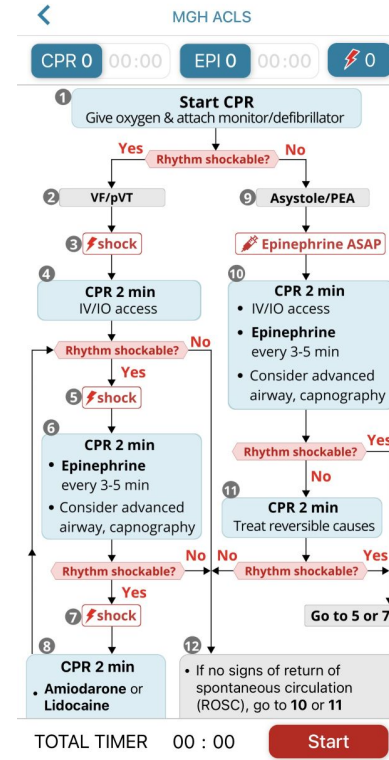 MGH ACLS
CPR 0 00:00 EPI 0 00:00 0
1
Start CPR
Give oxygen & attach monitor/defibrillator
Yes
Rhythm shockable?
No
2 VF/pVT
3 shock
4
CPR 2 min
IV/IO access
Rhythm shockable?
No
Yes
5 shock
6
CPR 2 min
• Epinephrine
every 3-5 min
• Consider advanced
airway, capnography
Rhythm shockable?
No
Yes
7 shock
8
CPR 2 min
• Amiodarone or
Lidocaine
9 Asystole/PEA
Epinephrine ASAP
10
CPR 2 min
• IV/IO access
• Epinephrine
every 3-5 min
• Consider advanced
airway, capnography
Rhythm shockable?
Yes
No
11
CPR 2 min
Treat reversible causes
No
Rhythm shockable?
Yes
Go to 5 or 7
12
• If no signs of return of
spontaneous circulation
(ROSC), go to 10 or 11
TOTAL TIMER 00 : 00 Start